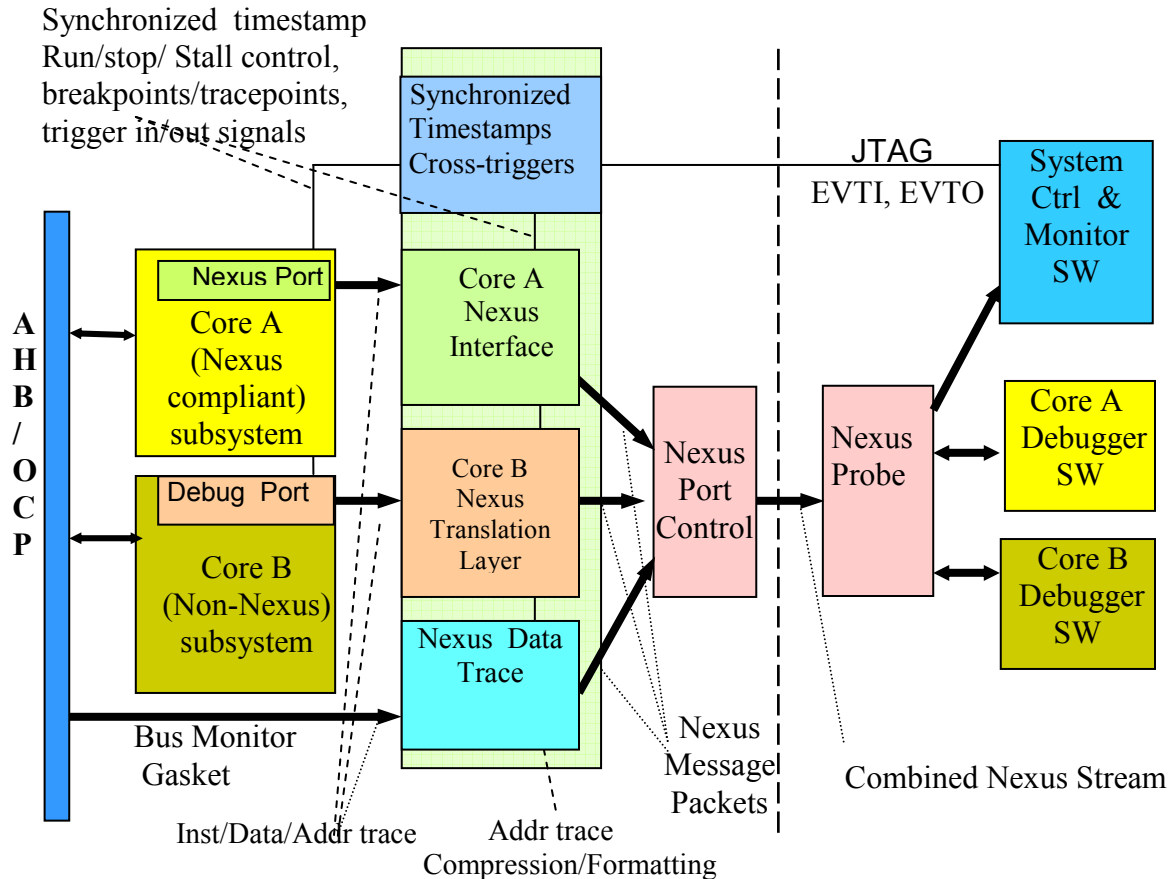 Synchronized timestamp
Run/stop/ Stall control,
breakpoints/tracepoints,
trigger in/out signals
Synchronized
Timestamps
Cross-triggers
JTAG
EVTI, EVTO
System
Ctrl &
Monitor
SW
A
H
B
/
O
C
P
Nexus Port
Core A
(Nexus
compliant)
subsystem
Core A
Nexus
Interface
Debug Port
Core B
(Non-Nexus)
subsystem
Core B
Nexus
Translation
Layer
Nexus Data
Trace
Nexus
Port
Control
Nexus
Probe
Core A
Debugger
SW
Core B
Debugger
SW
Bus Monitor
Gasket
Nexus
Message
Packets
Combined Nexus Stream
Inst/Data/Addr trace
Addr trace
Compression/Formatting